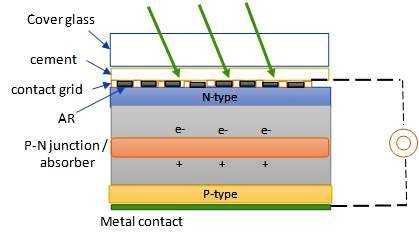 Cover glass
cement
contact grid
AR
N-type
e- e- e-
P-N junction /
absorber
+ + +
P-type
Metal contact